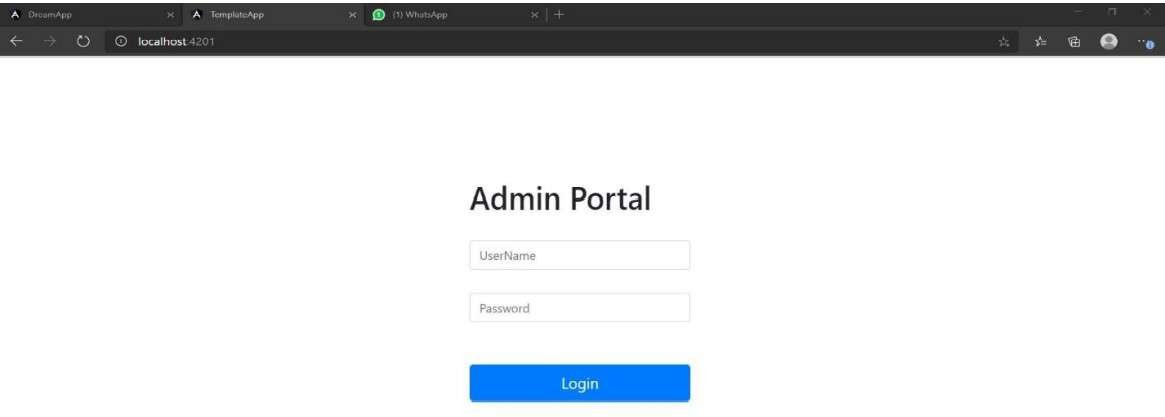 DreamApp TemplateApp (1) WhatsApp
localhost:4201
Admin Portal
UserName
Password
Login